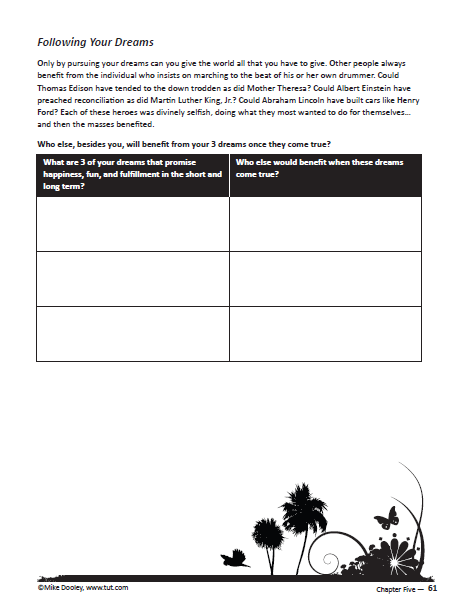 Following Your Dreams
Only by pursuing your dreams can you give the world all that you have to give. Other people always
benefit from the individual who insists on marching to the beat of his or her own drummer. Could
Thomas Edison have tended to the down trodden as did Mother Theresa? Could Albert Einstein have
preached reconciliation as did Martin Luther King, Jr.? Could Abraham Lincoln have built cars like Henry
Ford? Each of these heroes was divinely selfish, doing what they most wanted to do for themselves...
and then the masses benefited.
Who else, besides you, will benefit from your 3 dreams once they come true?
What are 3 of your dreams that promise
happiness, fun, and fulfillment in the short and
long term?
Who else would benefit when these dreams
come true?
©Mike Dooley, www.tut.com
Chapter Five — 61